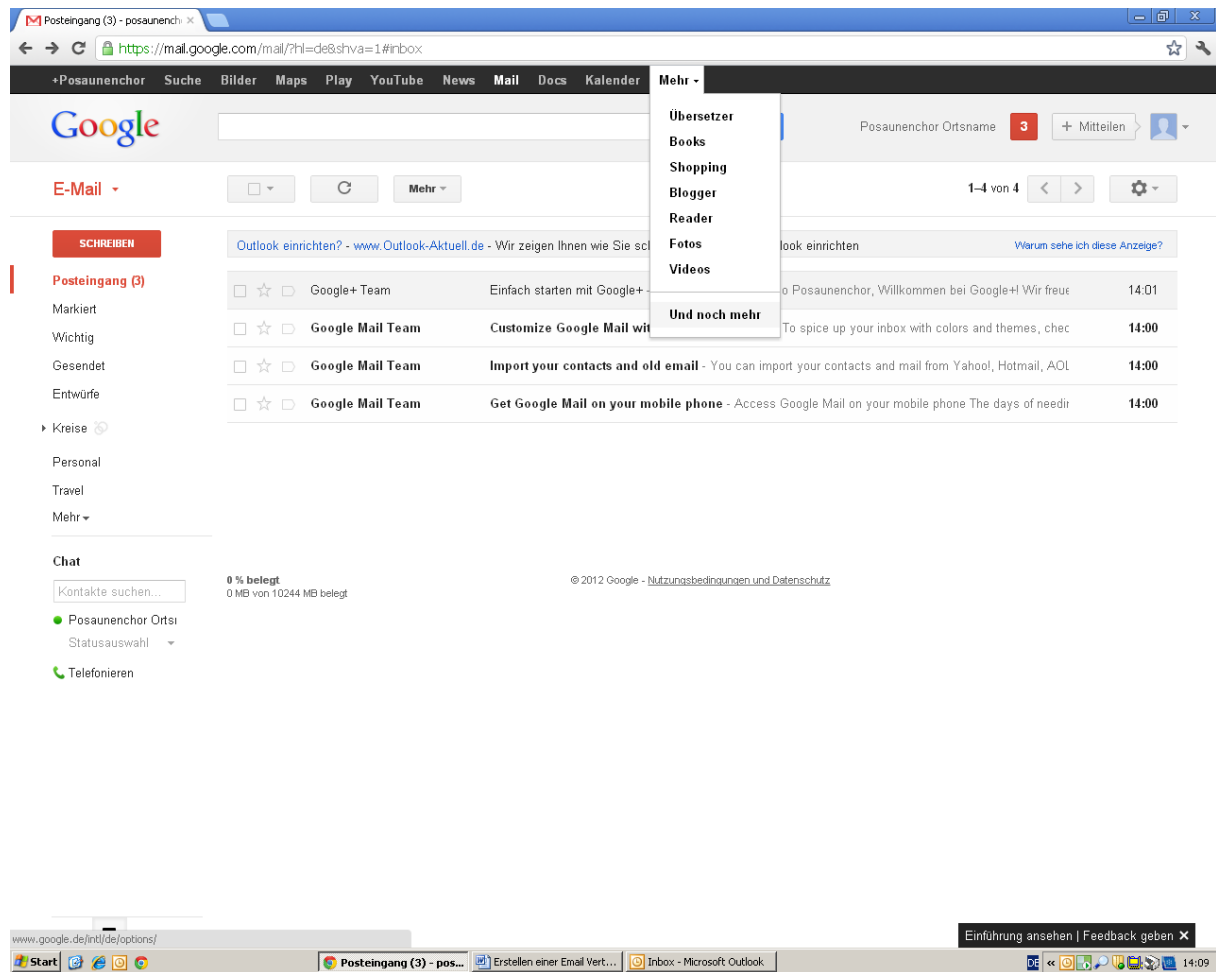 Posteingang (3) - posaunench
https://mail.google.com/mail/?hl=de&shva=1#inbox
+Posaunenchor Suche Bilder Maps Play YouTube News Mail Docs Kalender Mehr
Übersetzer
Books
Shopping
Blogger
Reader
Fotos
Videos
Und noch mehr
Google
Posaunenchor Ortsname 3 + Mitteilen
E-Mail
Mehr
1–4 von 4
SCHREIBEN
Posteingang (3)
Markiert
Wichtig
Gesendet
Entwürfe
Kreise
Personal
Travel
Mehr
Outlook einrichten? - www.Outlook-Aktuell.de - Wir zeigen Ihnen wie Sie scl look einrichten Warum sehe ich diese Anzeige?
Google+ Team Einfach starten mit Google+ - o Posaunenchor, Willkommen bei Google+! Wir freue 14:01
Google Mail Team Customize Google Mail wit To spice up your inbox with colors and themes, chec 14:00
Google Mail Team Import your contacts and old email - You can import your contacts and mail from Yahoo!, Hotmail, AOL 14:00
Google Mail Team Get Google Mail on your mobile phone - Access Google Mail on your mobile phone The days of needin 14:00
Chat
Kontakte suchen...
Posaunenchor Ortsi
Statusauswahl
Telefonieren
0 % belegt
0 MB von 10244 MB belegt
© 2012 Google - Nutzungsbedingungen und Datenschutz
Einführung ansehen | Feedback geben
www.google.de/intl/de/options/
Start
Posteingang (3) - pos...
Erstellen einer Email Vert...
Inbox - Microsoft Outlook
DE
14:09